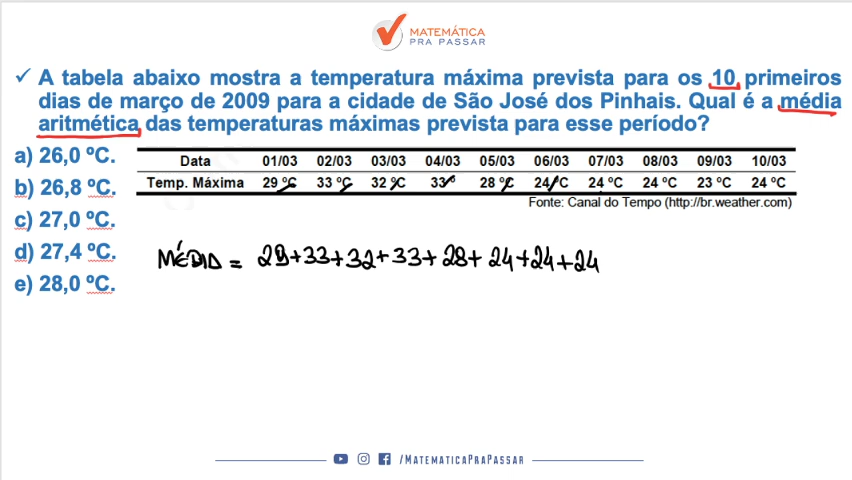 MATEMÁTICA
PRA PASSAR
✓ A tabela abaixo mostra a temperatura máxima prevista para os 10 primeiros
dias de março de 2009 para a cidade de São José dos Pinhais. Qual é a média
aritmética das temperaturas máximas prevista para esse período?
a) 26,0 ºC.
b) 26,8 ºC.
c) 27,0 ºC.
d) 27,4 ºC.
e) 28,0 ºC.
Data 01/03 02/03 03/03 04/03 05/03 06/03 07/03 08/03 09/03 10/03
Temp. Máxima 29 ºC 33 ºC 32 ºC 33º 28 ºC 24 ºC 24 ºC 24 ºC 23 ºC 24 ºC
Fonte: Canal do Tempo (http://br.weather.com)
MÉDIA = 29+33+32+33+28+24+24+24
/MATEMATICAPRAPASSAR